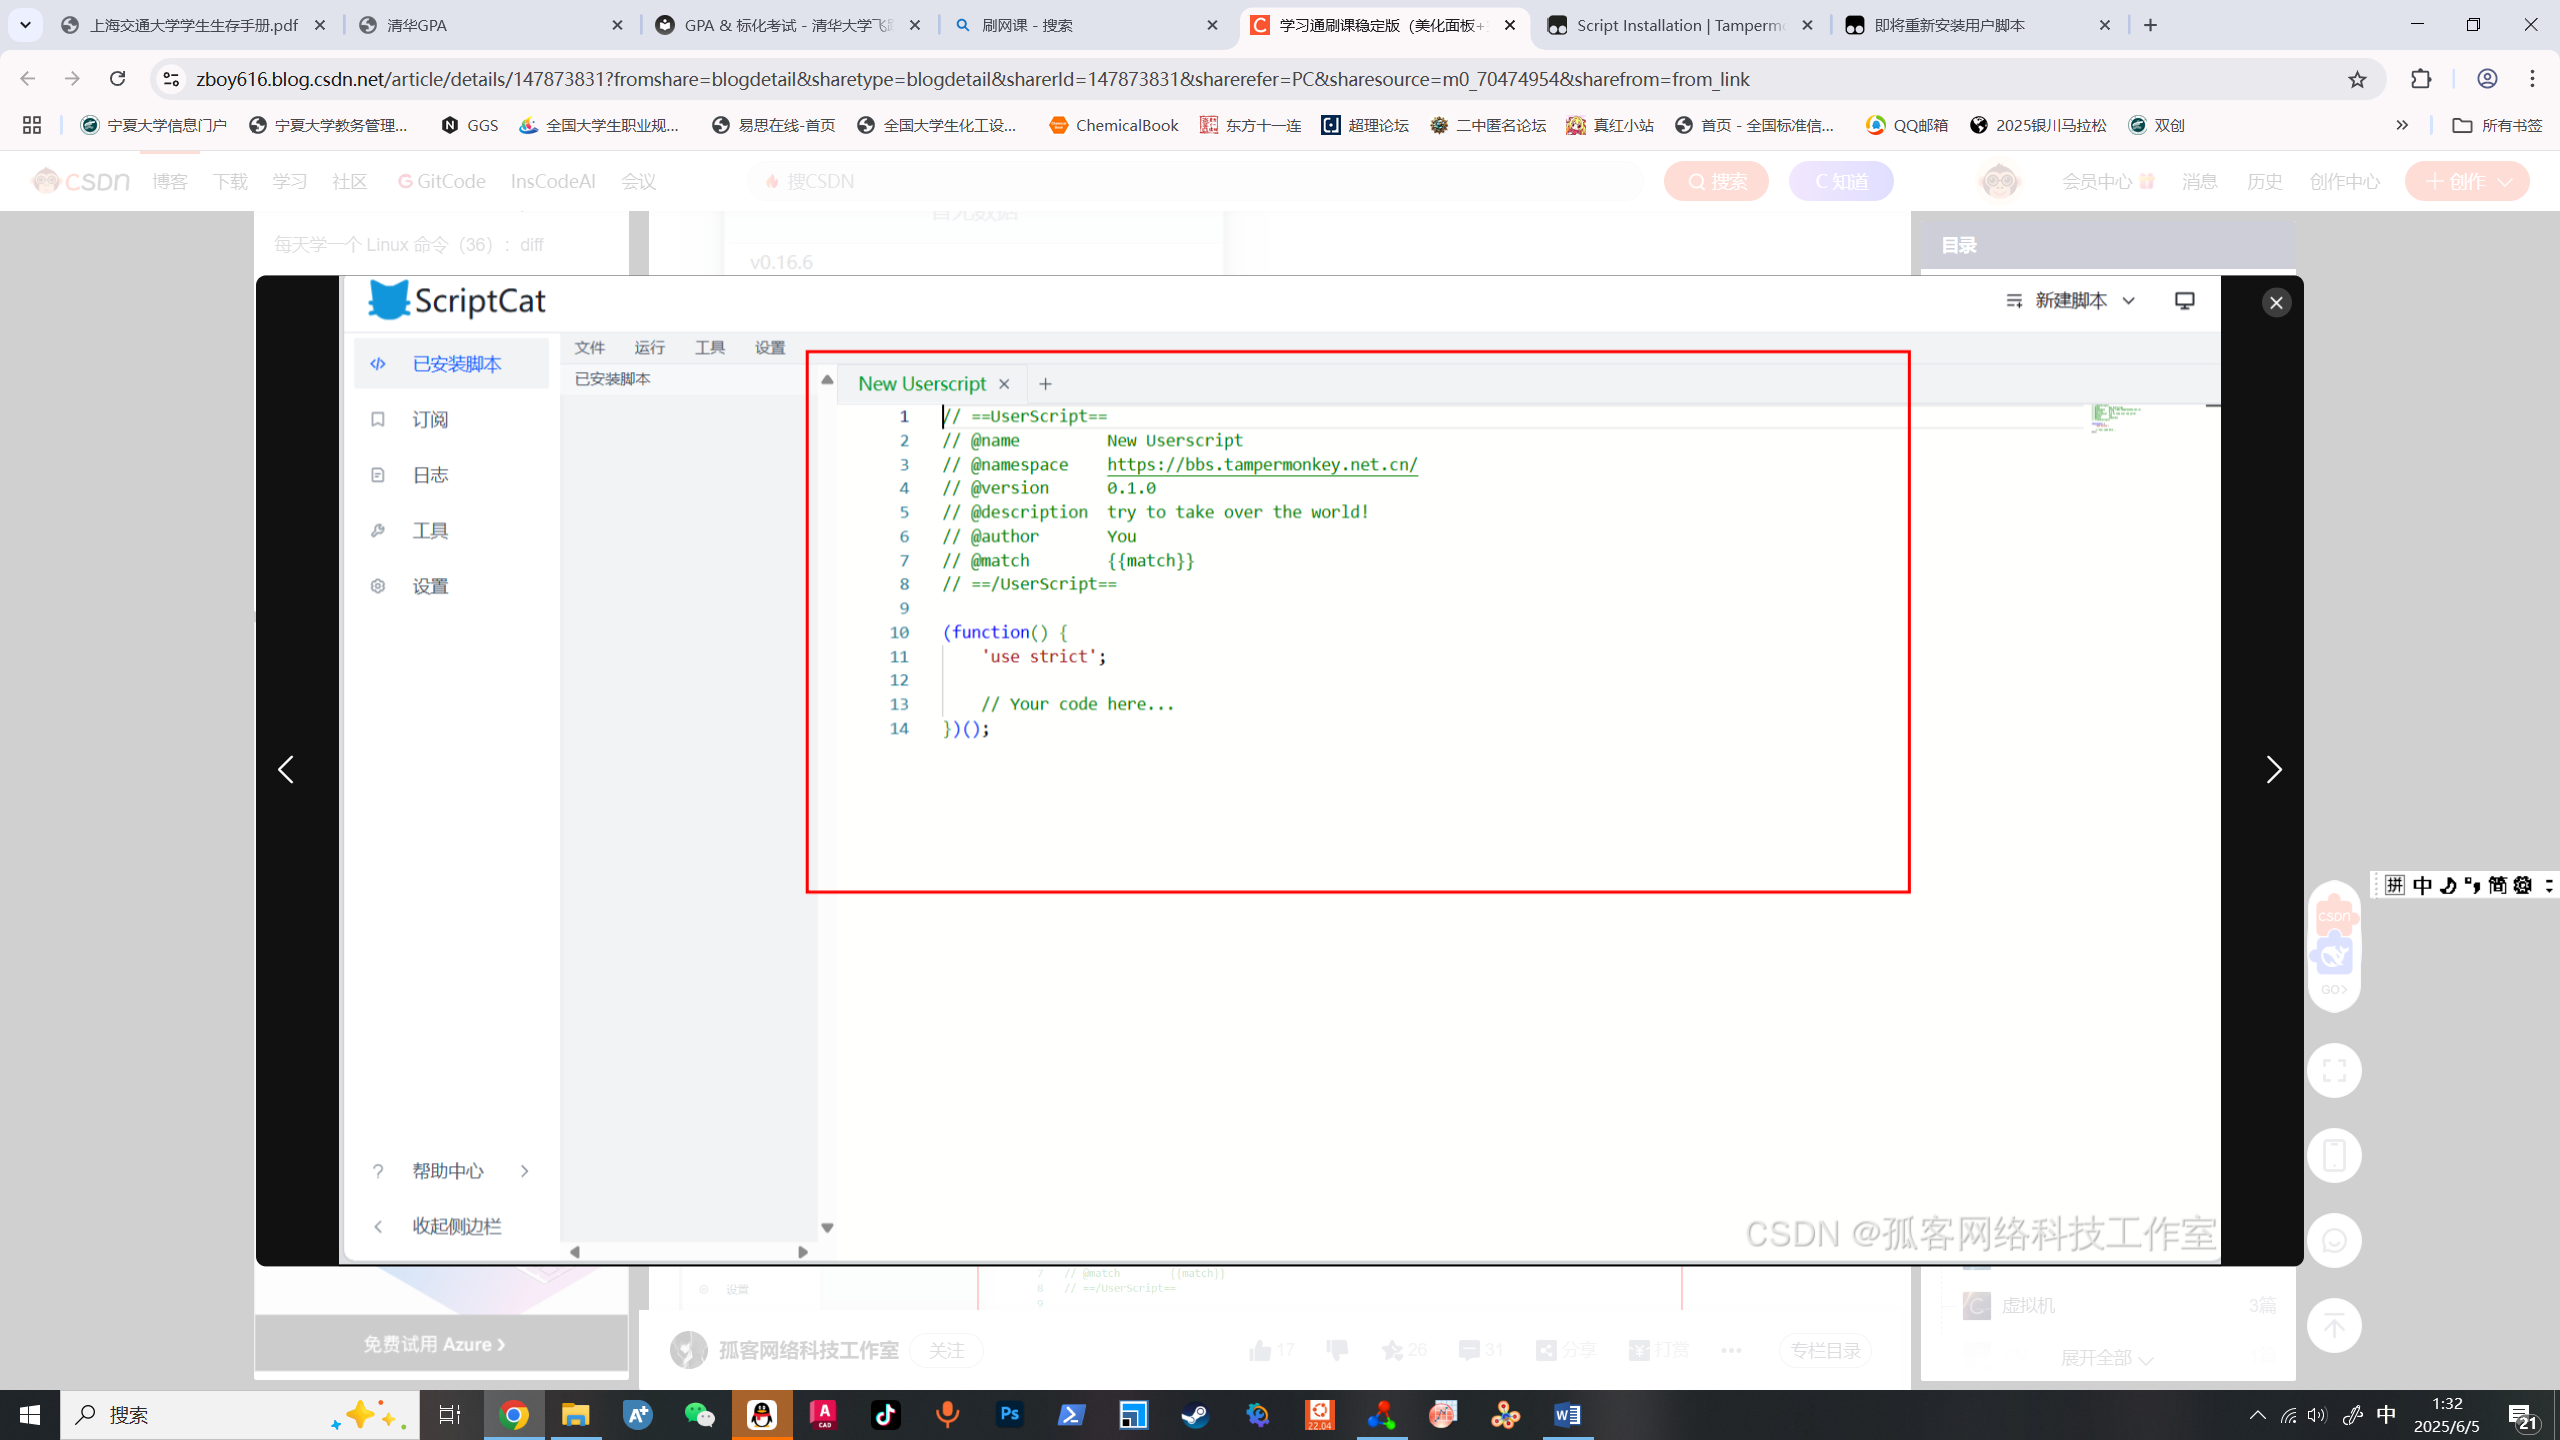 上海交通大学学生生存手册.pdf
清华GPA
GPA & 标化考试 - 清华大学飞
刷网课 - 搜索
学习通刷课稳定版（美化面板+
Script Installation | Tamperm
即将重新安装用户脚本
zboy616.blog.csdn.net/article/details/147873831?fromshare=blogdetail&sharetype=blogdetail&sharerId=147873831&sharerefer=PC&sharesource=m0_70474954&sharefrom=from_link
宁夏大学信息门户
宁夏大学教务管理...
GGS
全国大学生职业规...
易思在线-首页
全国大学生化工设...
ChemicalBook
东方十一连
超理论坛
二中匿名论坛
真红小站
首页 - 全国标准信...
QQ邮箱
2025银川马拉松
双创
所有书签
CSDN
博客
下载
学习
社区
GitCode
InsCodeAI
会议
搜CSDN
搜索
C 知道
会员中心
消息
历史
创作中心
创作
每天学一个 Linux 命令（36）：diff
v0.16.6
目录
ScriptCat
新建脚本
已安装脚本
订阅
日志
工具
设置
帮助中心
收起侧边栏
文件 运行 工具 设置
已安装脚本
New Userscript
1 // ==UserScript==
2 // @name New Userscript
3 // @namespace https://bbs.tampermonkey.net.cn/
4 // @version 0.1.0
5 // @description try to take over the world!
6 // @author You
7 // @match {{match}}
8 // ==/UserScript==
9
10 (function() {
11 'use strict';
12
13 // Your code here...
14 })();
CSDN @孤客网络科技工作室
设置
7 // @match {{match}}
8 // ==/UserScript==
9
免费试用 Azure ›
孤客网络科技工作室
关注
17
26
31
分享
打赏
专栏目录
虚拟机
3篇
展开全部
CSDN
GO>
拼 中 简
搜索
22.04
中
1:32
2025/6/5
21